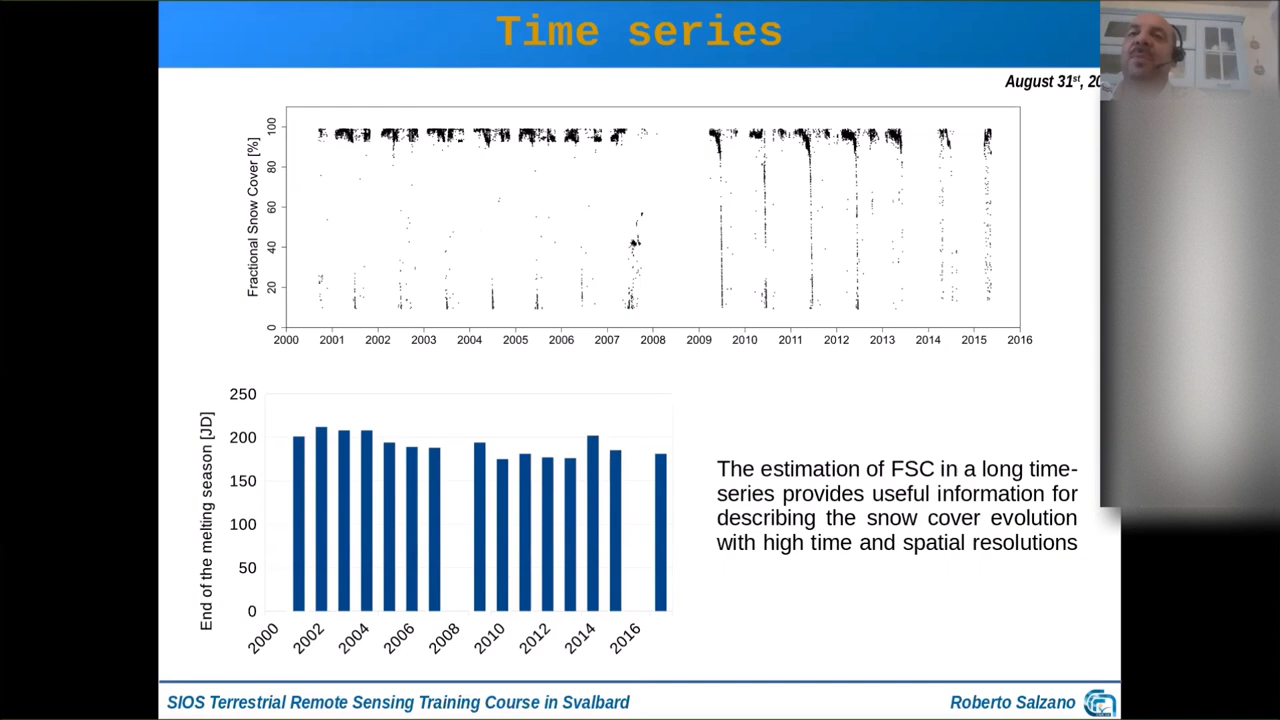 Time series
August 31st, 20
Fractional Snow Cover [%]
100
80
60
40
20
0
2000 2001 2002 2003 2004 2005 2006 2007 2008 2009 2010 2011 2012 2013 2014 2015 2016
End of the melting season [JD]
250
200
150
100
50
0
2000 2002 2004 2006 2008 2010 2012 2014 2016
The estimation of FSC in a long time-
series provides useful information for
describing the snow cover evolution
with high time and spatial resolutions
SIOS Terrestrial Remote Sensing Training Course in Svalbard
Roberto Salzano